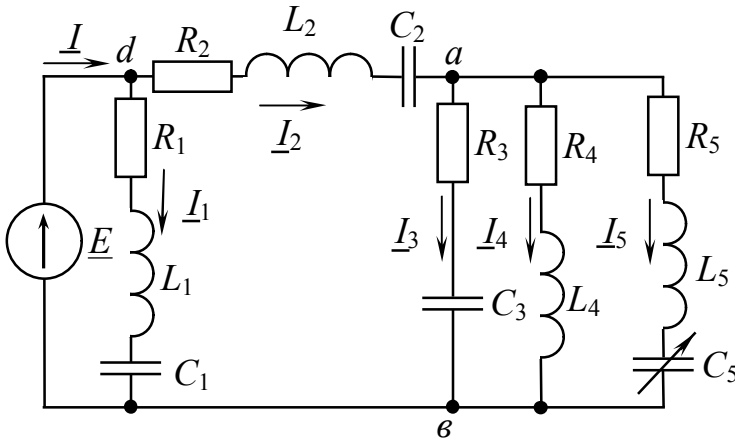 I d R2 L2 C2 a
I2
R1 R3 R4 R5
I1 I3 I4 I5
E
L1 C3 L4 L5
C1 C5
в